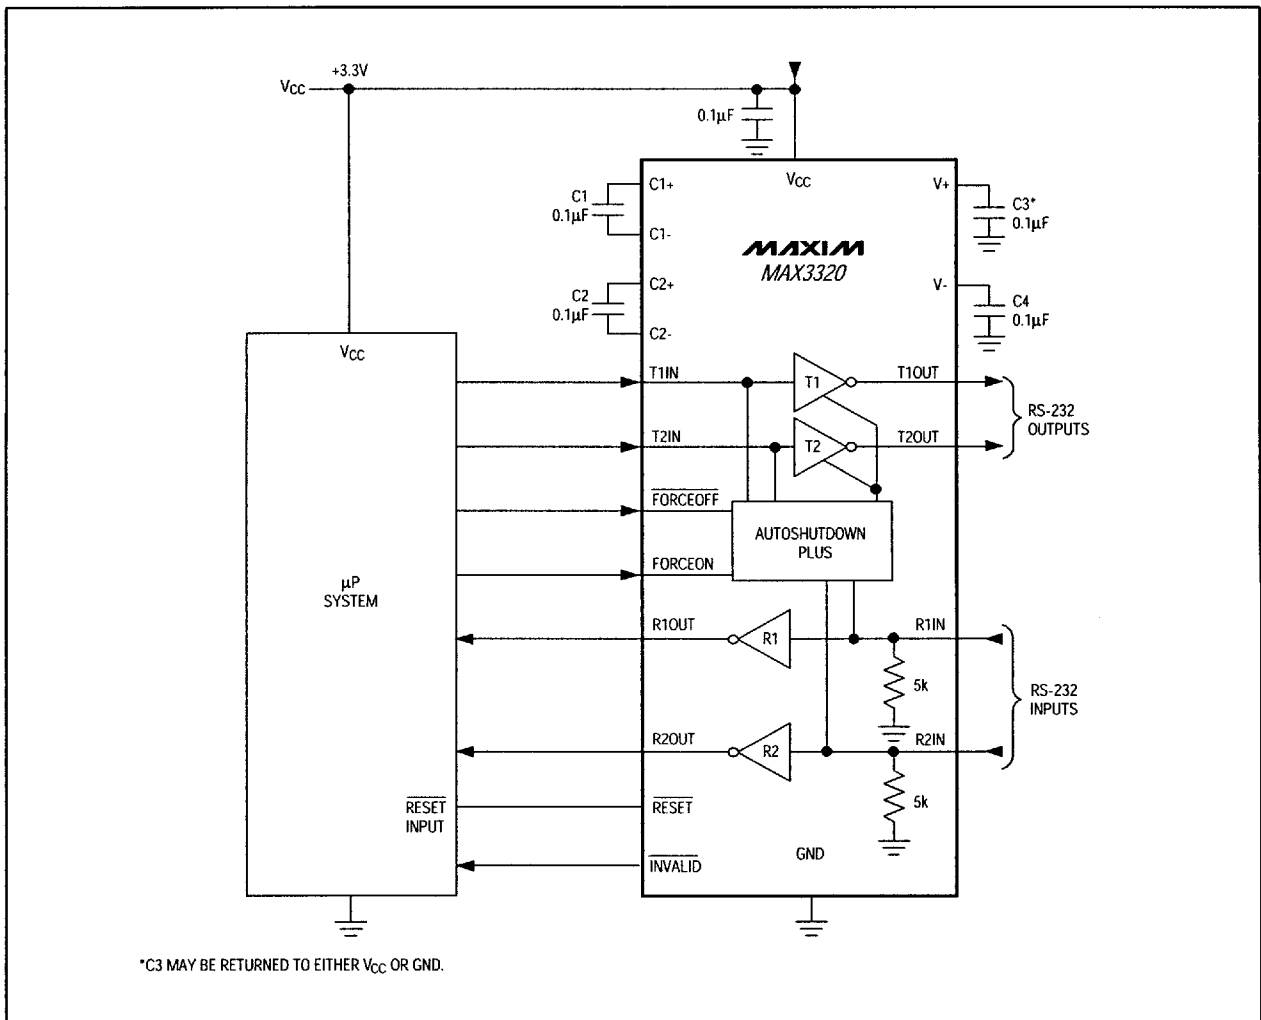 +3.3V
VCC
0.1µF
VCC
C1+
C1
0.1µF
C1-
V+
C3*
0.1µF
MAXIM
MAX3320
C2+
C2
0.1µF
C2-
V-
C4
0.1µF
VCC
T1IN
T1
T1OUT
RS-232
OUTPUTS
T2IN
T2
T2OUT
FORCEOFF
AUTOSHUTDOWN
PLUS
FORCEON
µP
SYSTEM
R1OUT
R1
R1IN
5k
RS-232
INPUTS
R2OUT
R2
R2IN
5k
RESET
INPUT
RESET
GND
INVALID
*C3 MAY BE RETURNED TO EITHER VCC OR GND.